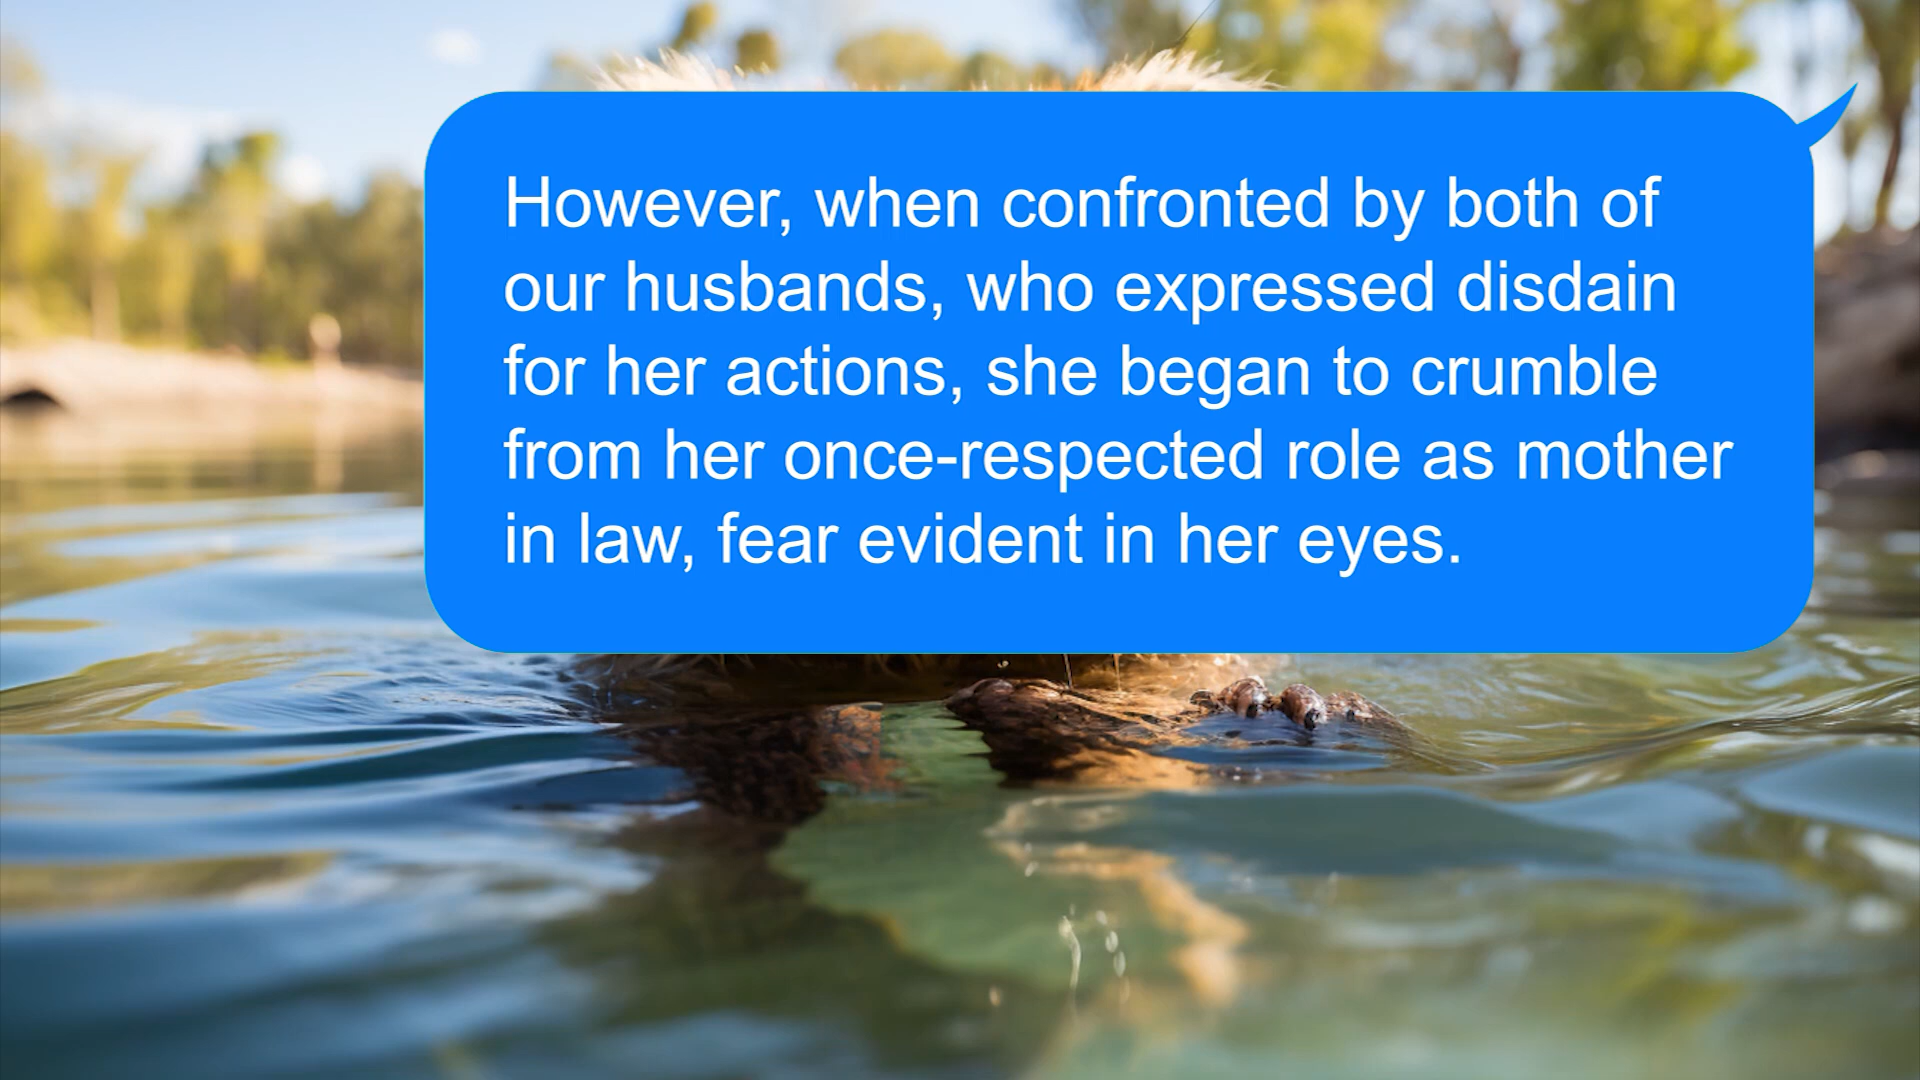 However, when confronted by both of
our husbands, who expressed disdain
for her actions, she began to crumble
from her once-respected role as mother
in law, fear evident in her eyes.